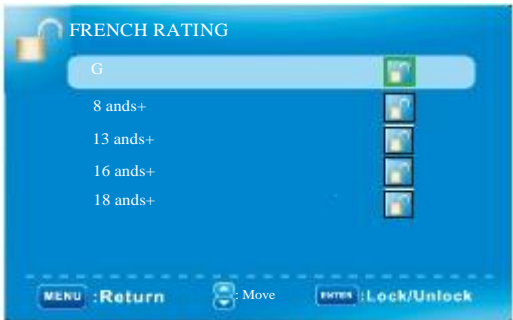 FRENCH RATING
G
8 ands+
13 ands+
16 ands+
18 ands+
MENU :Return : Move ENTER :Lock/Unlock